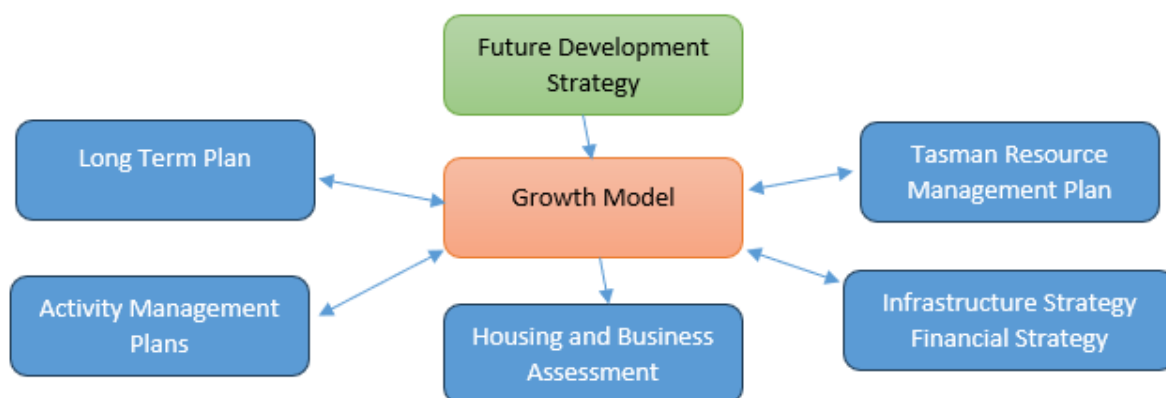 Future Development
Strategy
Long Term Plan
Growth Model
Tasman Resource
Management Plan
Activity Management
Plans
Housing and Business
Assessment
Infrastructure Strategy
Financial Strategy